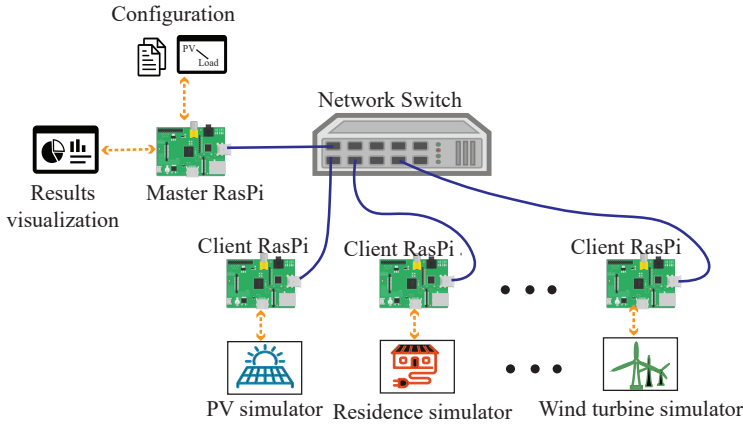 Configuration
PV
Load
Network Switch
Results
visualization
Master RasPi
Client RasPi
Client RasPi
Client RasPi
PV simulator
Residence simulator
Wind turbine simulator